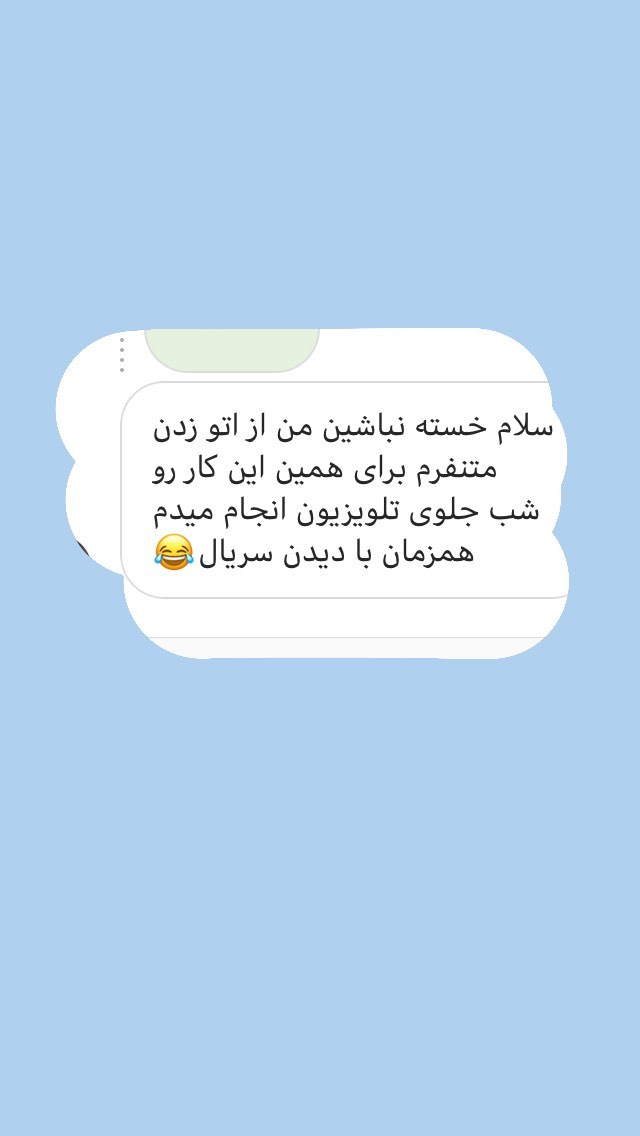 سلام خسته نباشین من از اتو زدن
متنفرم برای همین این کار رو
شب جلوی تلویزیون انجام میدم
همزمان با دیدن سریال😂